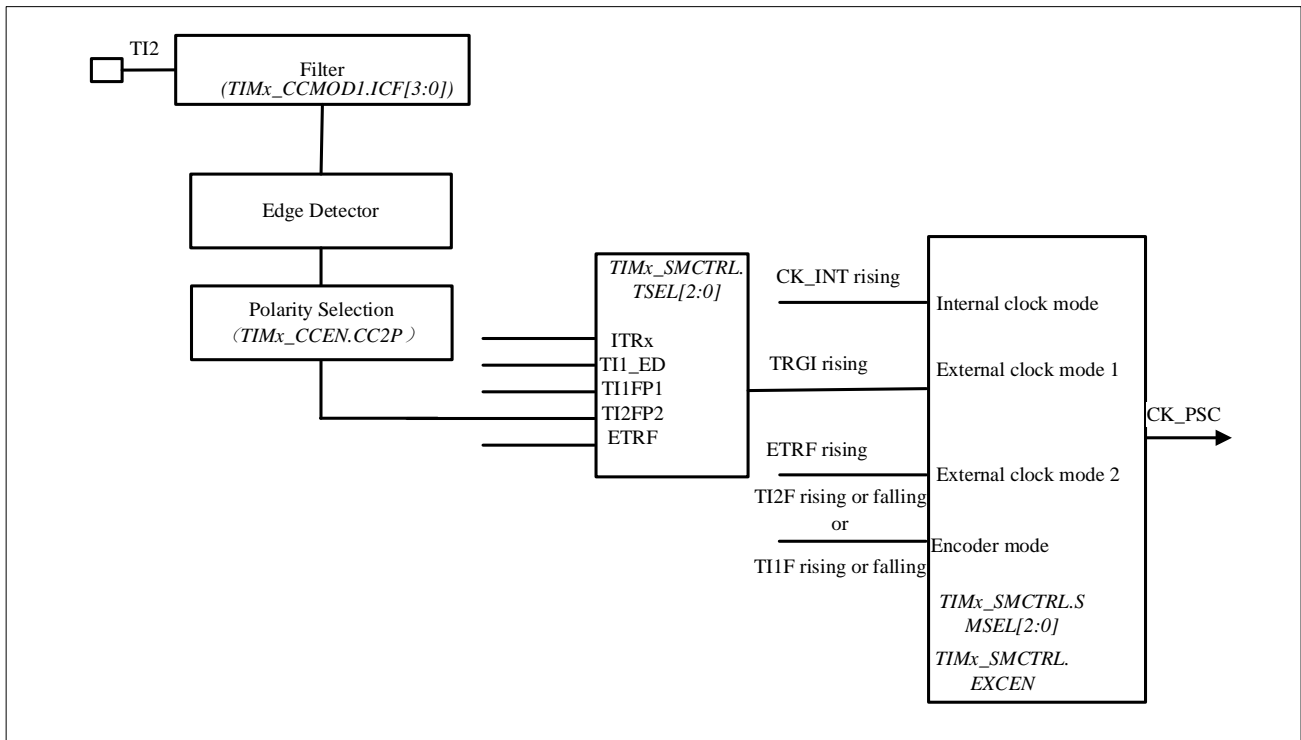 TI2
Filter
(TIMx_CCMOD1.ICF[3:0])
Edge Detector
Polarity Selection
（TIMx_CCEN.CC2P）
TIMx_SMCTRL.
TSEL[2:0]
ITRx
TI1_ED
TI1FP1
TI2FP2
ETRF
CK_INT rising
TRGI rising
ETRF rising
TI2F rising or falling
or
TI1F rising or falling
Internal clock mode
External clock mode 1
External clock mode 2
Encoder mode
TIMx_SMCTRL.S
MSEL[2:0]
TIMx_SMCTRL.
EXCEN
CK_PSC